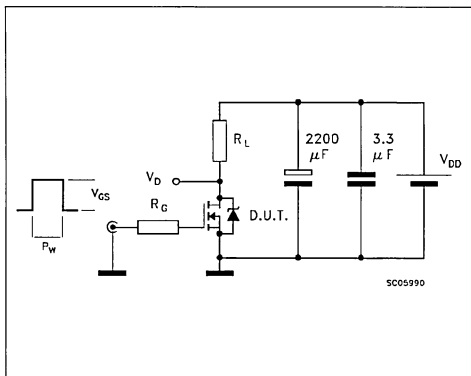 R_L
2200
μF
3.3
μF
V_DD
V_D
V_GS
R_G
D.U.T.
P_W
SC05990